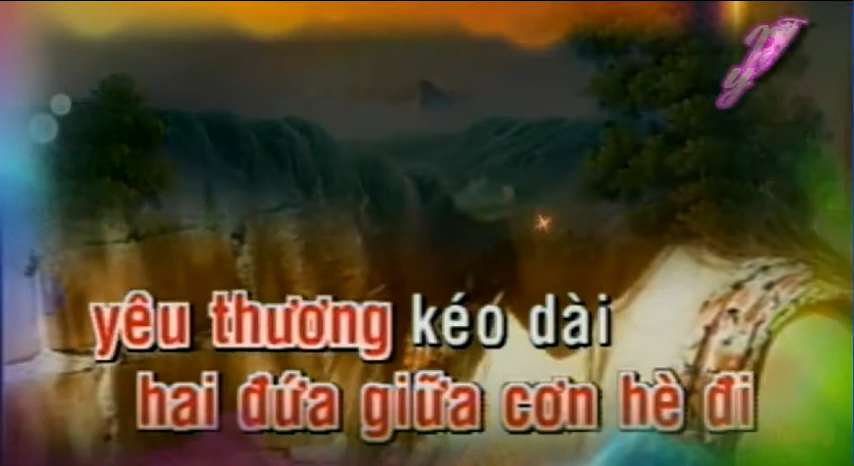 yêu thương kéo dài
hai đứa giữa cơn hè đi